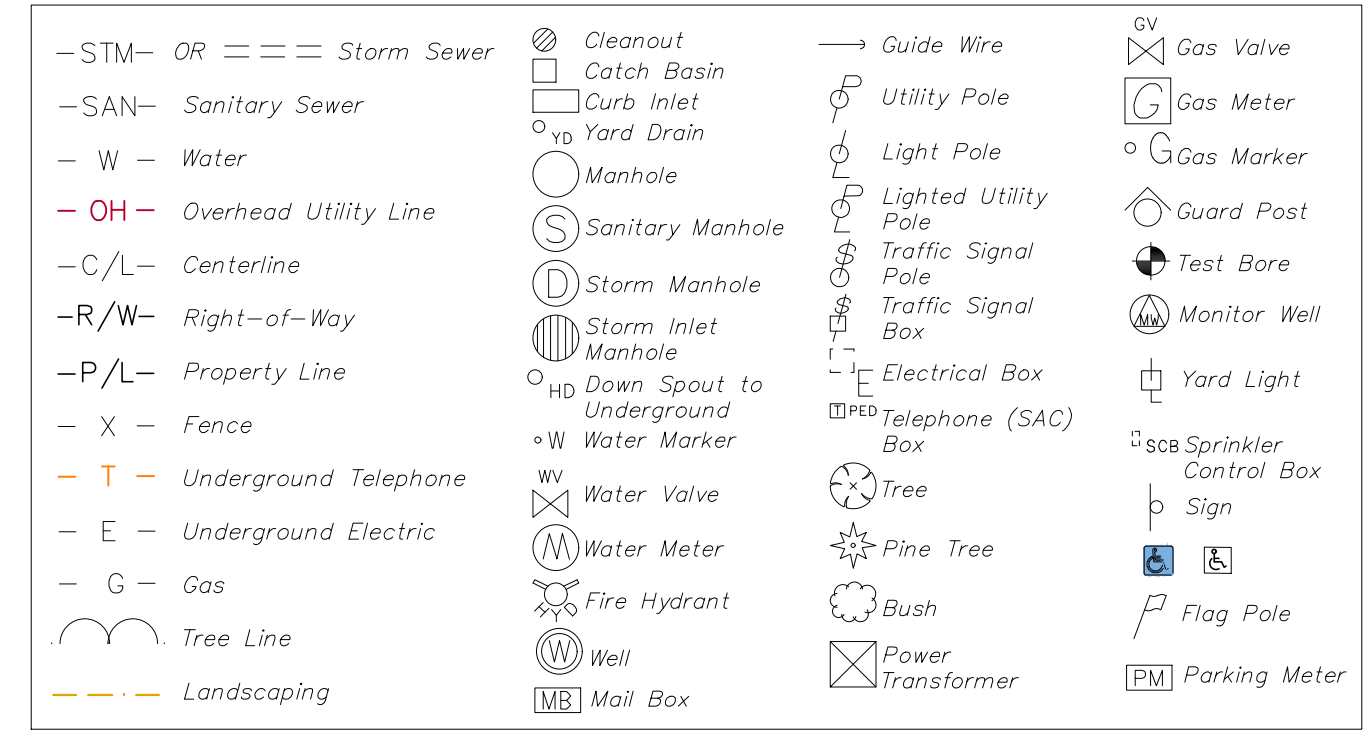 -STM- OR = = = Storm Sewer
-SAN- Sanitary Sewer
- W - Water
- OH - Overhead Utility Line
-C/L- Centerline
-R/W- Right-of-Way
-P/L- Property Line
- X - Fence
- T - Underground Telephone
- E - Underground Electric
- G - Gas
Tree Line
Landscaping
Cleanout
Catch Basin
Curb Inlet
YD Yard Drain
Manhole
S Sanitary Manhole
D Storm Manhole
Storm Inlet
Manhole
HD Down Spout to
Underground
W Water Marker
WV
Water Valve
M Water Meter
Fire Hydrant
HYD
W Well
MB Mail Box
Guide Wire
P Utility Pole
Light Pole
P Lighted Utility
Pole
$ Traffic Signal
Pole
$ Traffic Signal
Box
E Electrical Box
T PED Telephone (SAC)
Box
Tree
Pine Tree
Bush
Power
Transformer
GV
Gas Valve
G Gas Meter
G Gas Marker
Guard Post
Test Bore
MW Monitor Well
Yard Light
SCB Sprinkler
Control Box
Sign
Flag Pole
PM Parking Meter